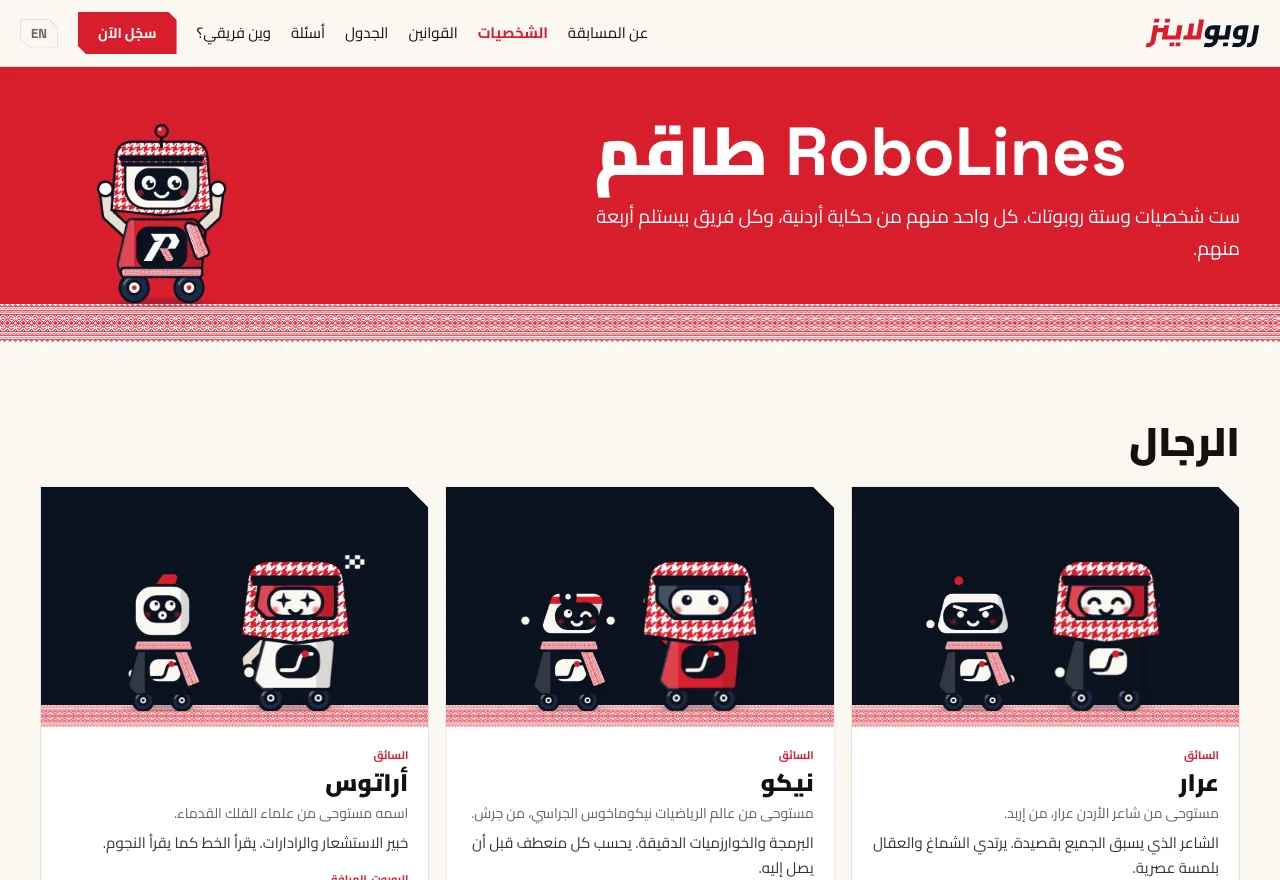 روبولاينز
عن المسابقة
الشخصيات
القوانين
الجدول
أسئلة
وين فريقي؟
سجّل الآن
EN
طاقم RoboLines
ست شخصيات وستة روبوتات. كل واحد منهم من حكاية أردنية، وكل فريق بيستلم أربعة
منهم.
الرجال
السائق
عرار
مستوحى من شاعر الأردن عرار، من إربد.
الشاعر الذي يسبق الجميع بقصيدة. يرتدي الشماغ والعقال
بلمسة عصرية.
السائق
نيكو
مستوحى من عالم الرياضيات نيكوماخوس الجراسي، من جرش.
البرمجة والخوارزميات الدقيقة. يحسب كل منعطف قبل أن
يصل إليه.
السائق
أراتوس
اسمه مستوحى من علماء الفلك القدماء.
خبير الاستشعار والرادارات. يقرأ الخط كما يقرأ النجوم.
الروبوت المرافق